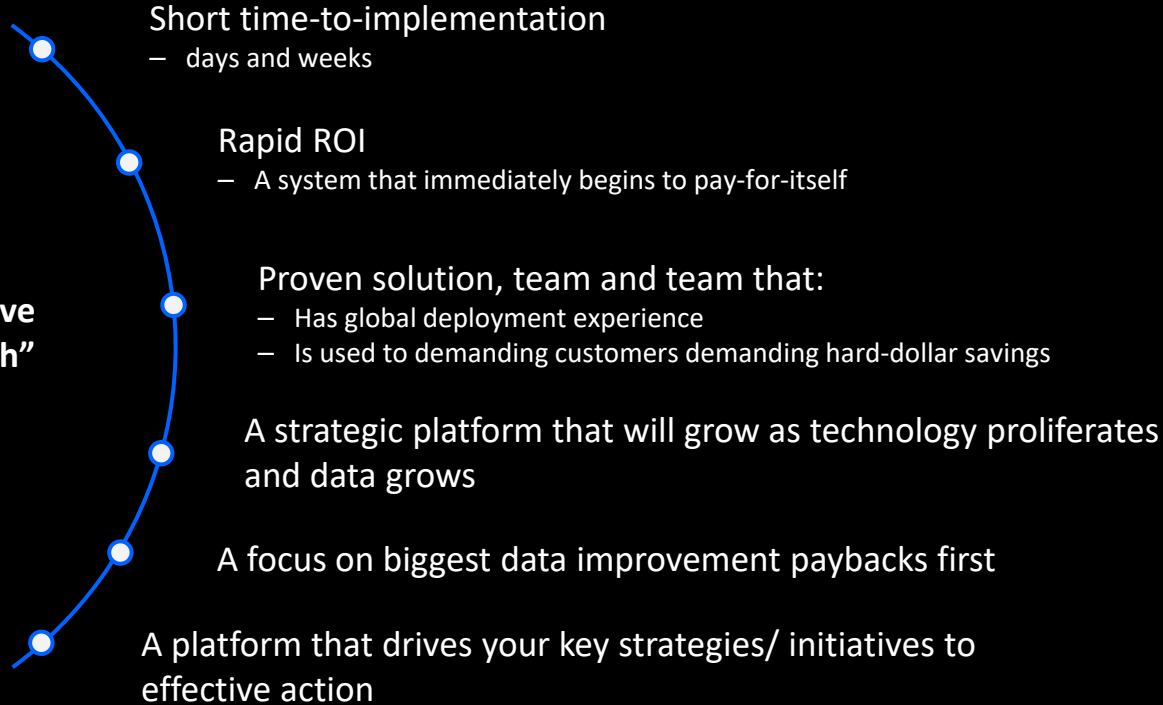 Short time-to-implementation
– days and weeks
Rapid ROI
– A system that immediately begins to pay-for-itself
ve
h”
Proven solution, team and team that:
– Has global deployment experience
– Is used to demanding customers demanding hard-dollar savings
A strategic platform that will grow as technology proliferates
and data grows
A focus on biggest data improvement paybacks first
A platform that drives your key strategies/ initiatives to
effective action